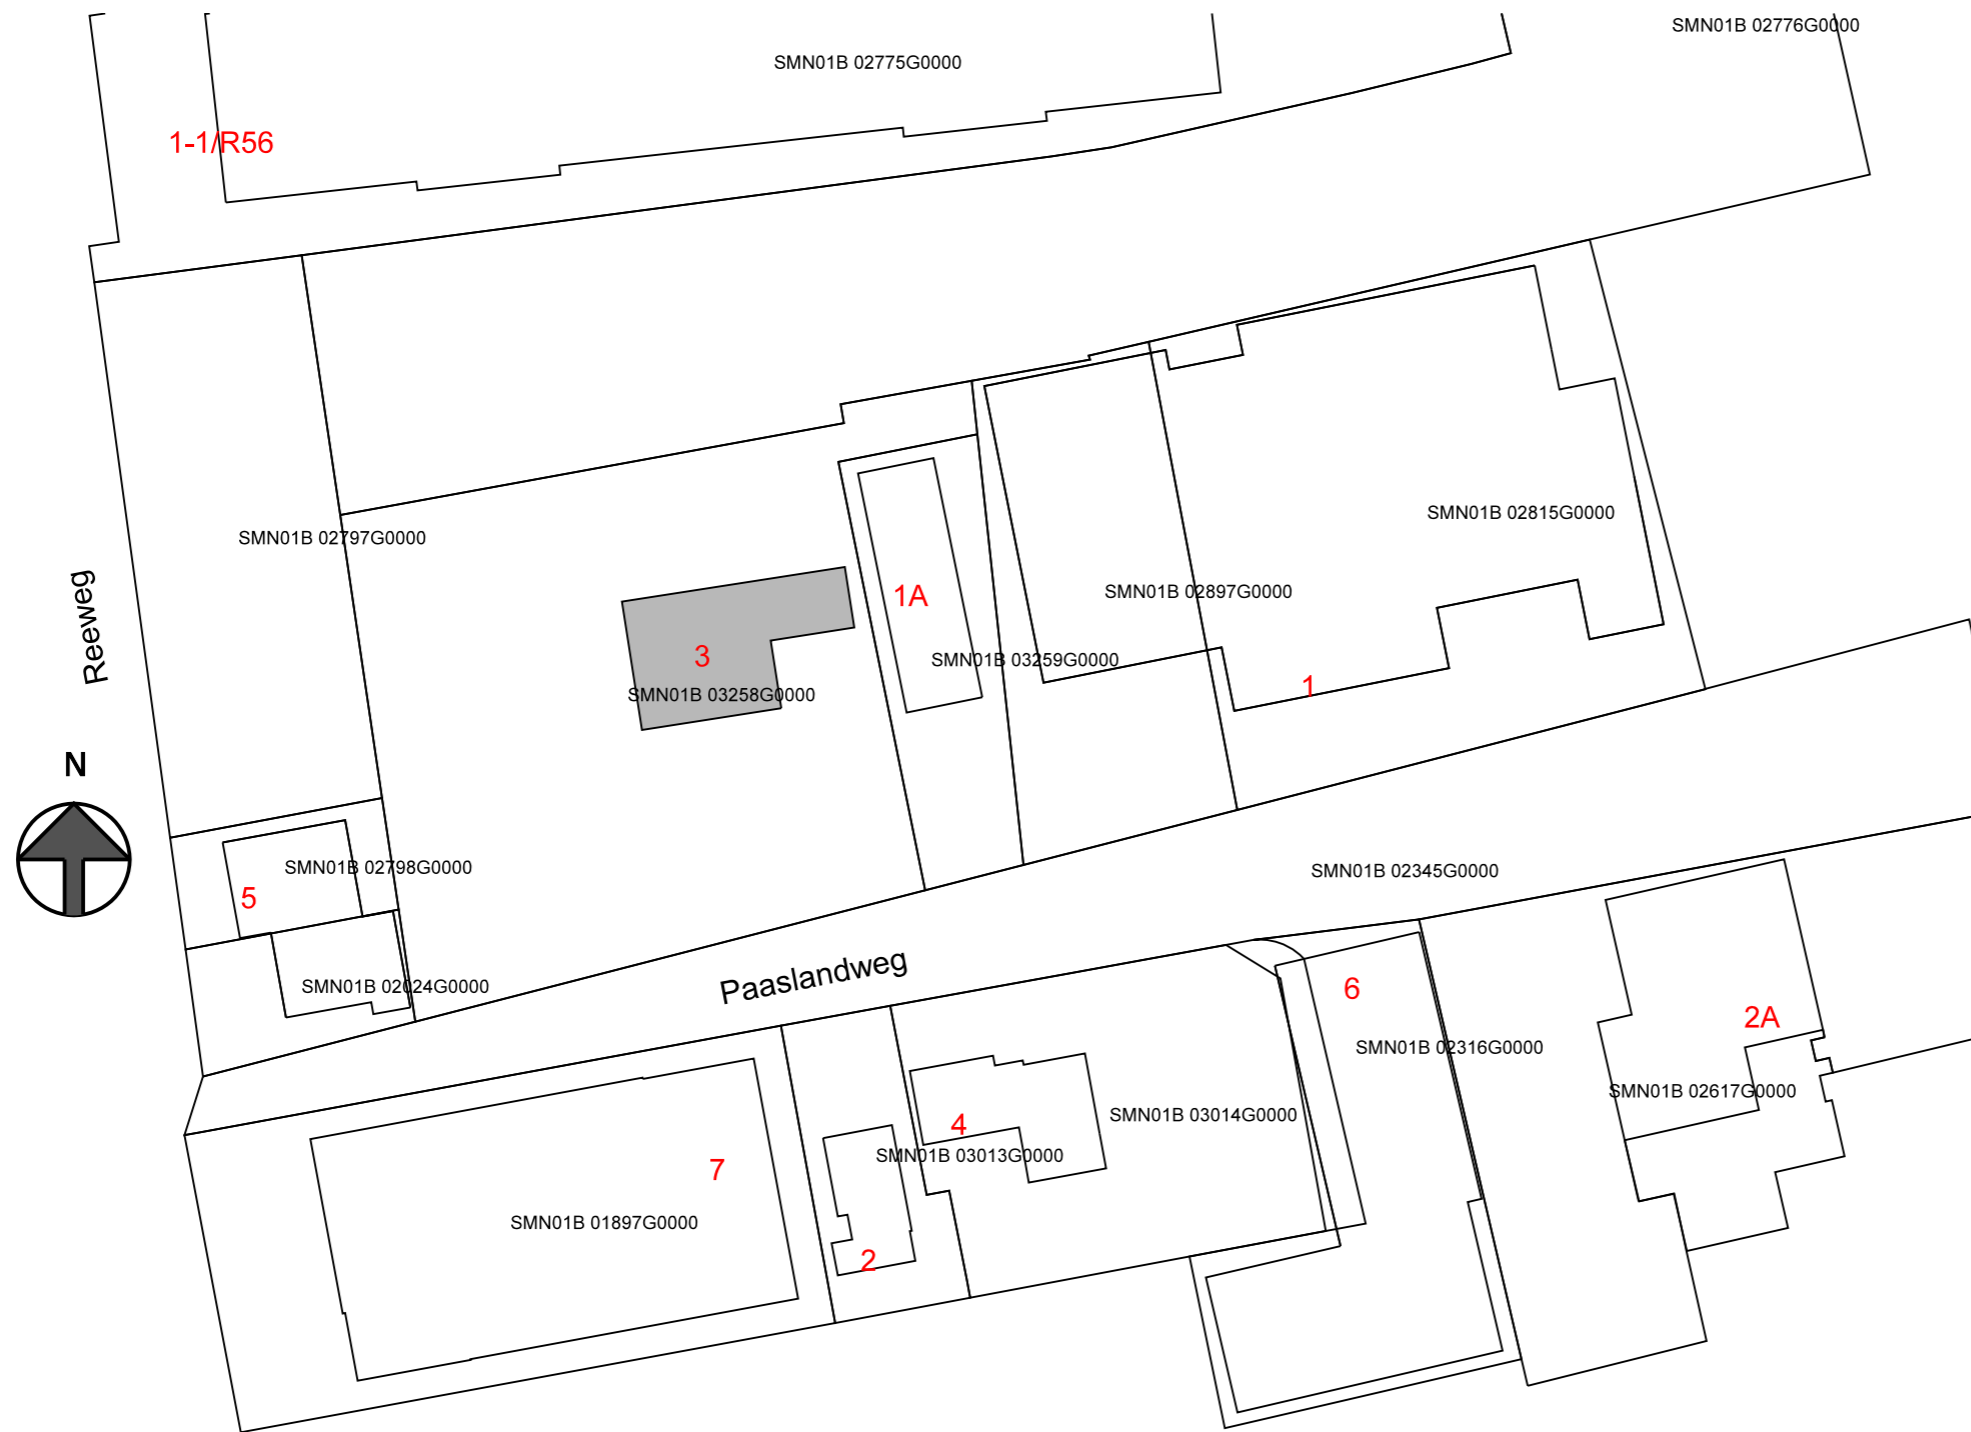 SMN01B 02776G0000
SMN01B 02775G0000
1-1/R56
SMN01B 02815G0000
SMN01B 02797G0000
Reeweg
SMN01B 02897G0000
1A
3
SMN01B 03259G0000
1
SMN01B 03258G0000
N
SMN01B 02798G0000
SMN01B 02345G0000
5
Paaslandweg
SMN01B 02024G0000
6
2A
SMN01B 02316G0000
SMN01B 02617G0000
4
SMN01B 03014G0000
SMN01B 03013G0000
7
SMN01B 01897G0000
2